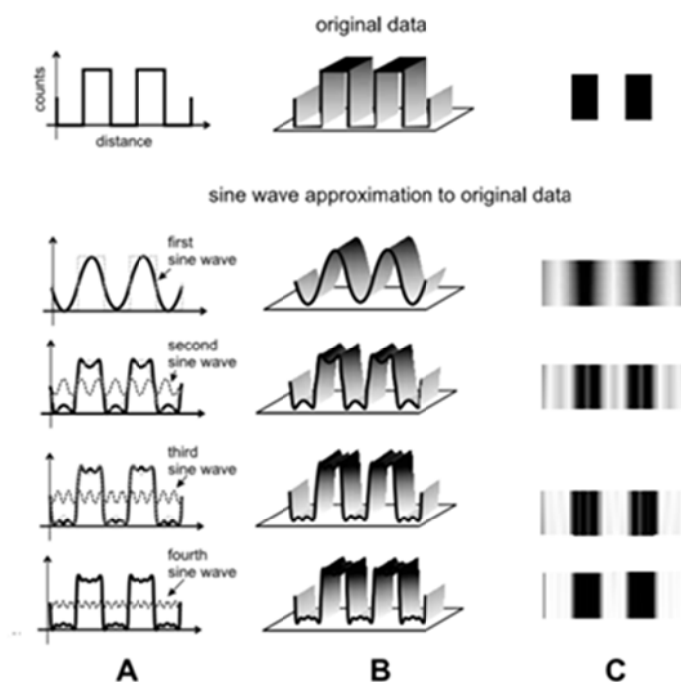 original data
counts
distance
sine wave approximation to original data
first
sine wave
second
sine wave
third
sine wave
fourth
sine wave
A
B
C